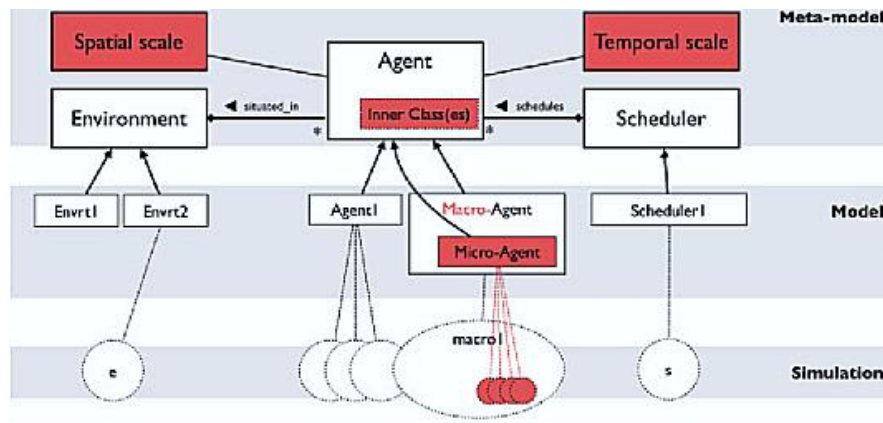 Meta-model
Spatial scale
Temporal scale
Agent
Inner Class(es)
Environment
◄ situated_in
*
*
◄ schedules
Scheduler
Envrt1
Envrt2
Agent1
Macro-Agent
Micro-Agent
Scheduler1
Model
macro1
e
s
Simulation